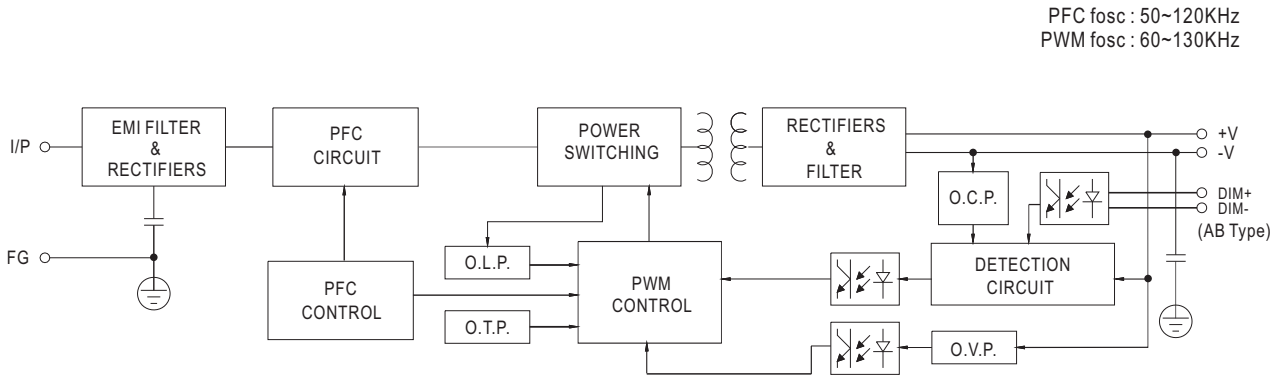 PFC fosc : 50~120KHz
PWM fosc : 60~130KHz
I/P
EMI FILTER
&
RECTIFIERS
PFC
CIRCUIT
POWER
SWITCHING
RECTIFIERS
&
FILTER
+V
-V
O.C.P.
DIM+
DIM-
(AB Type)
FG
O.L.P.
PFC
CONTROL
PWM
CONTROL
DETECTION
CIRCUIT
O.T.P.
O.V.P.